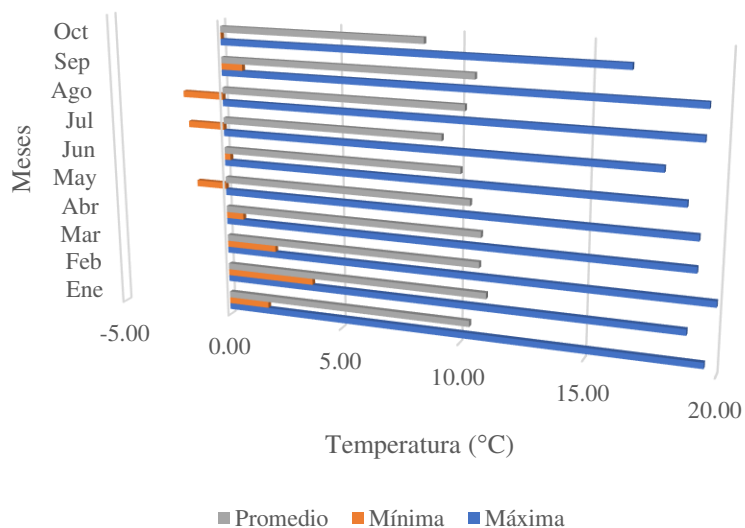 Oct
Sep
Ago
Jul
Jun
May
Abr
Mar
Feb
Ene
Meses
-5.00
0.00
5.00
10.00
15.00
20.00
Temperatura (°C)
Promedio Mínima Máxima